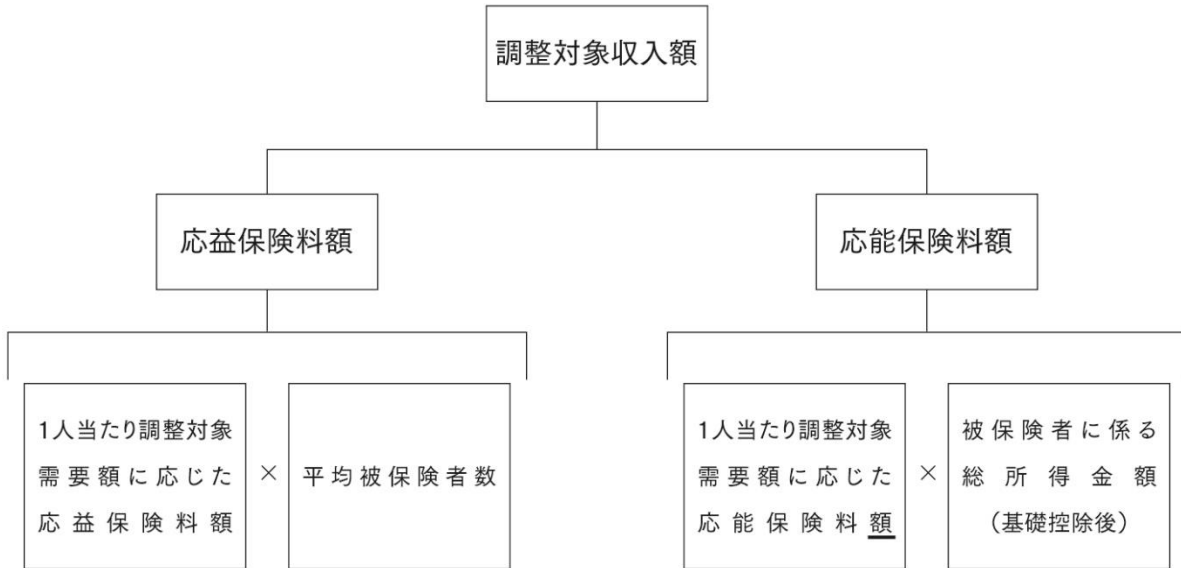 調整対象収入額
応益保険料額
応能保険料額
1人当たり調整対象
需要額に応じた
応益保険料額
×
平均被保険者数
1人当たり調整対象
需要額に応じた
応能保険料額
×
被保険者に係る
総所得金額
(基礎控除後)